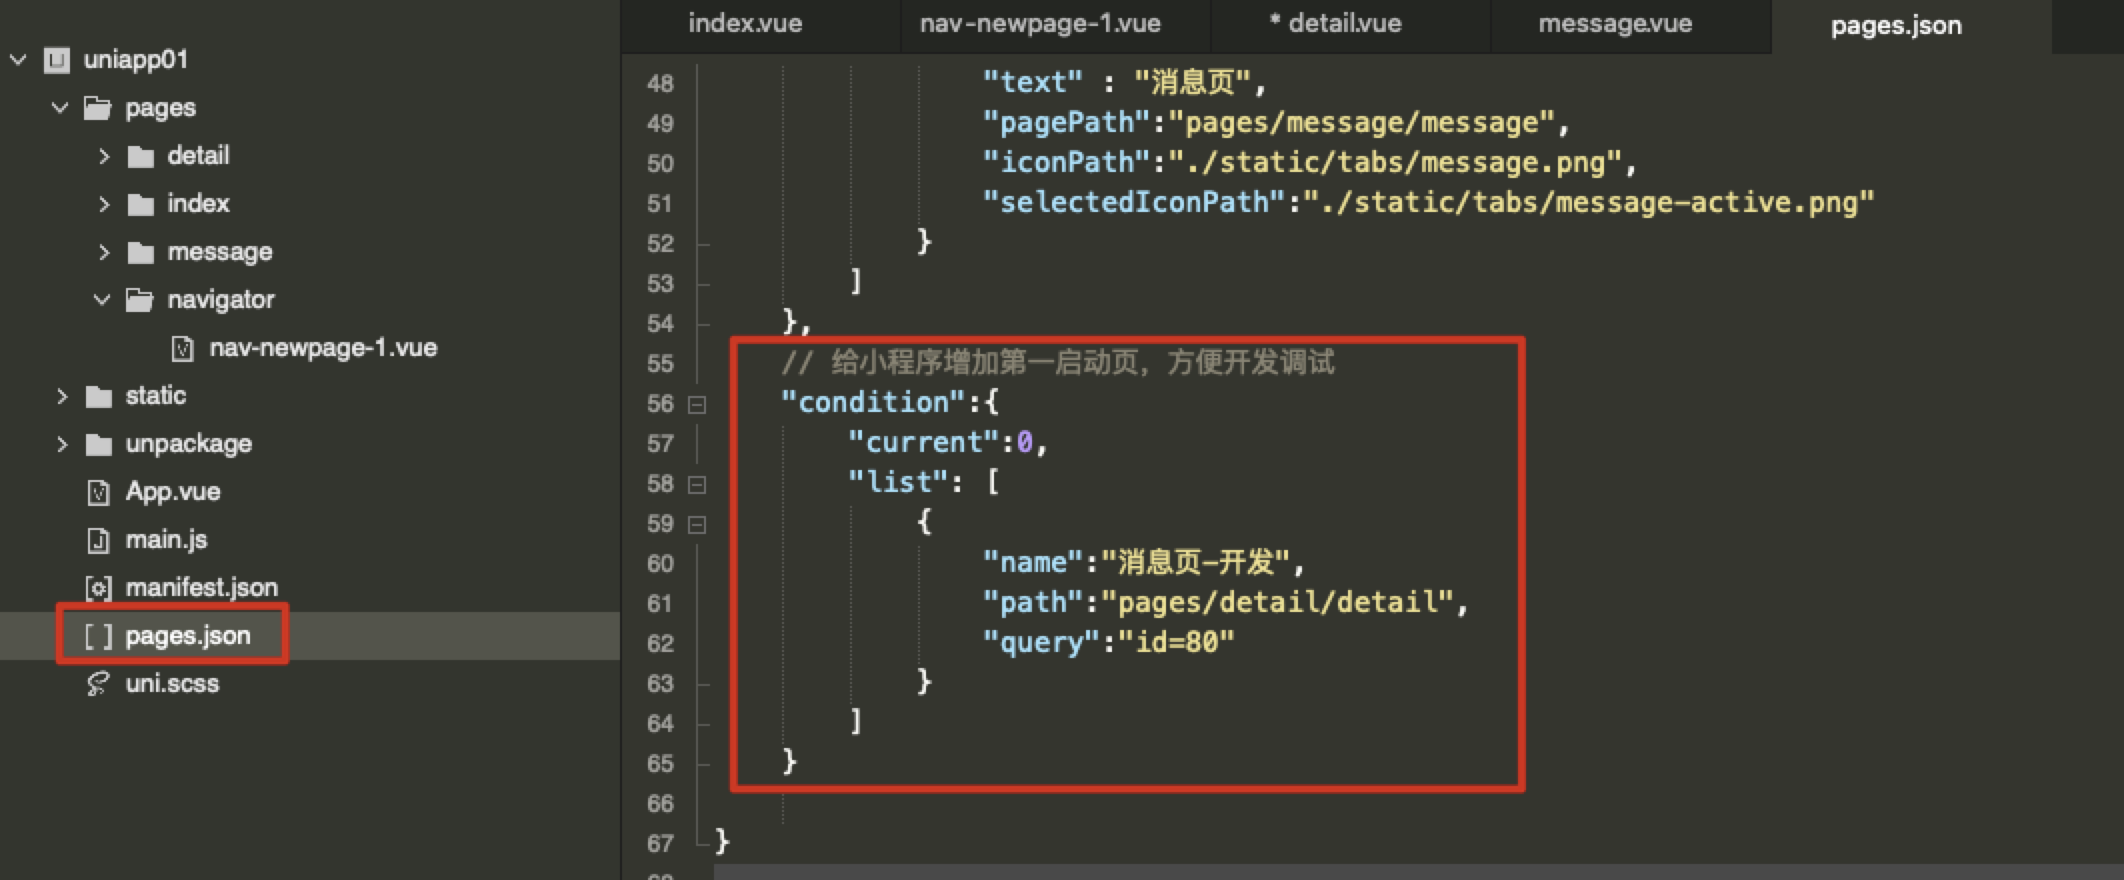 index.vue
nav-newpage-1.vue
* detail.vue
message.vue
pages.json
uniapp01
pages
detail
index
message
navigator
nav-newpage-1.vue
static
unpackage
App.vue
main.js
manifest.json
[ ] pages.json
uni.scss
48 "text" : "消息页",
49 "pagePath":"pages/message/message",
50 "iconPath":"./static/tabs/message.png",
51 "selectedIconPath":"./static/tabs/message-active.png"
52 }
53 ]
54 },
55 // 给小程序增加第一启动页，方便开发调试
56 "condition":{
57 "current":0,
58 "list": [
59 {
60 "name":"消息页-开发",
61 "path":"pages/detail/detail",
62 "query":"id=80"
63 }
64 ]
65 }
66
67 }